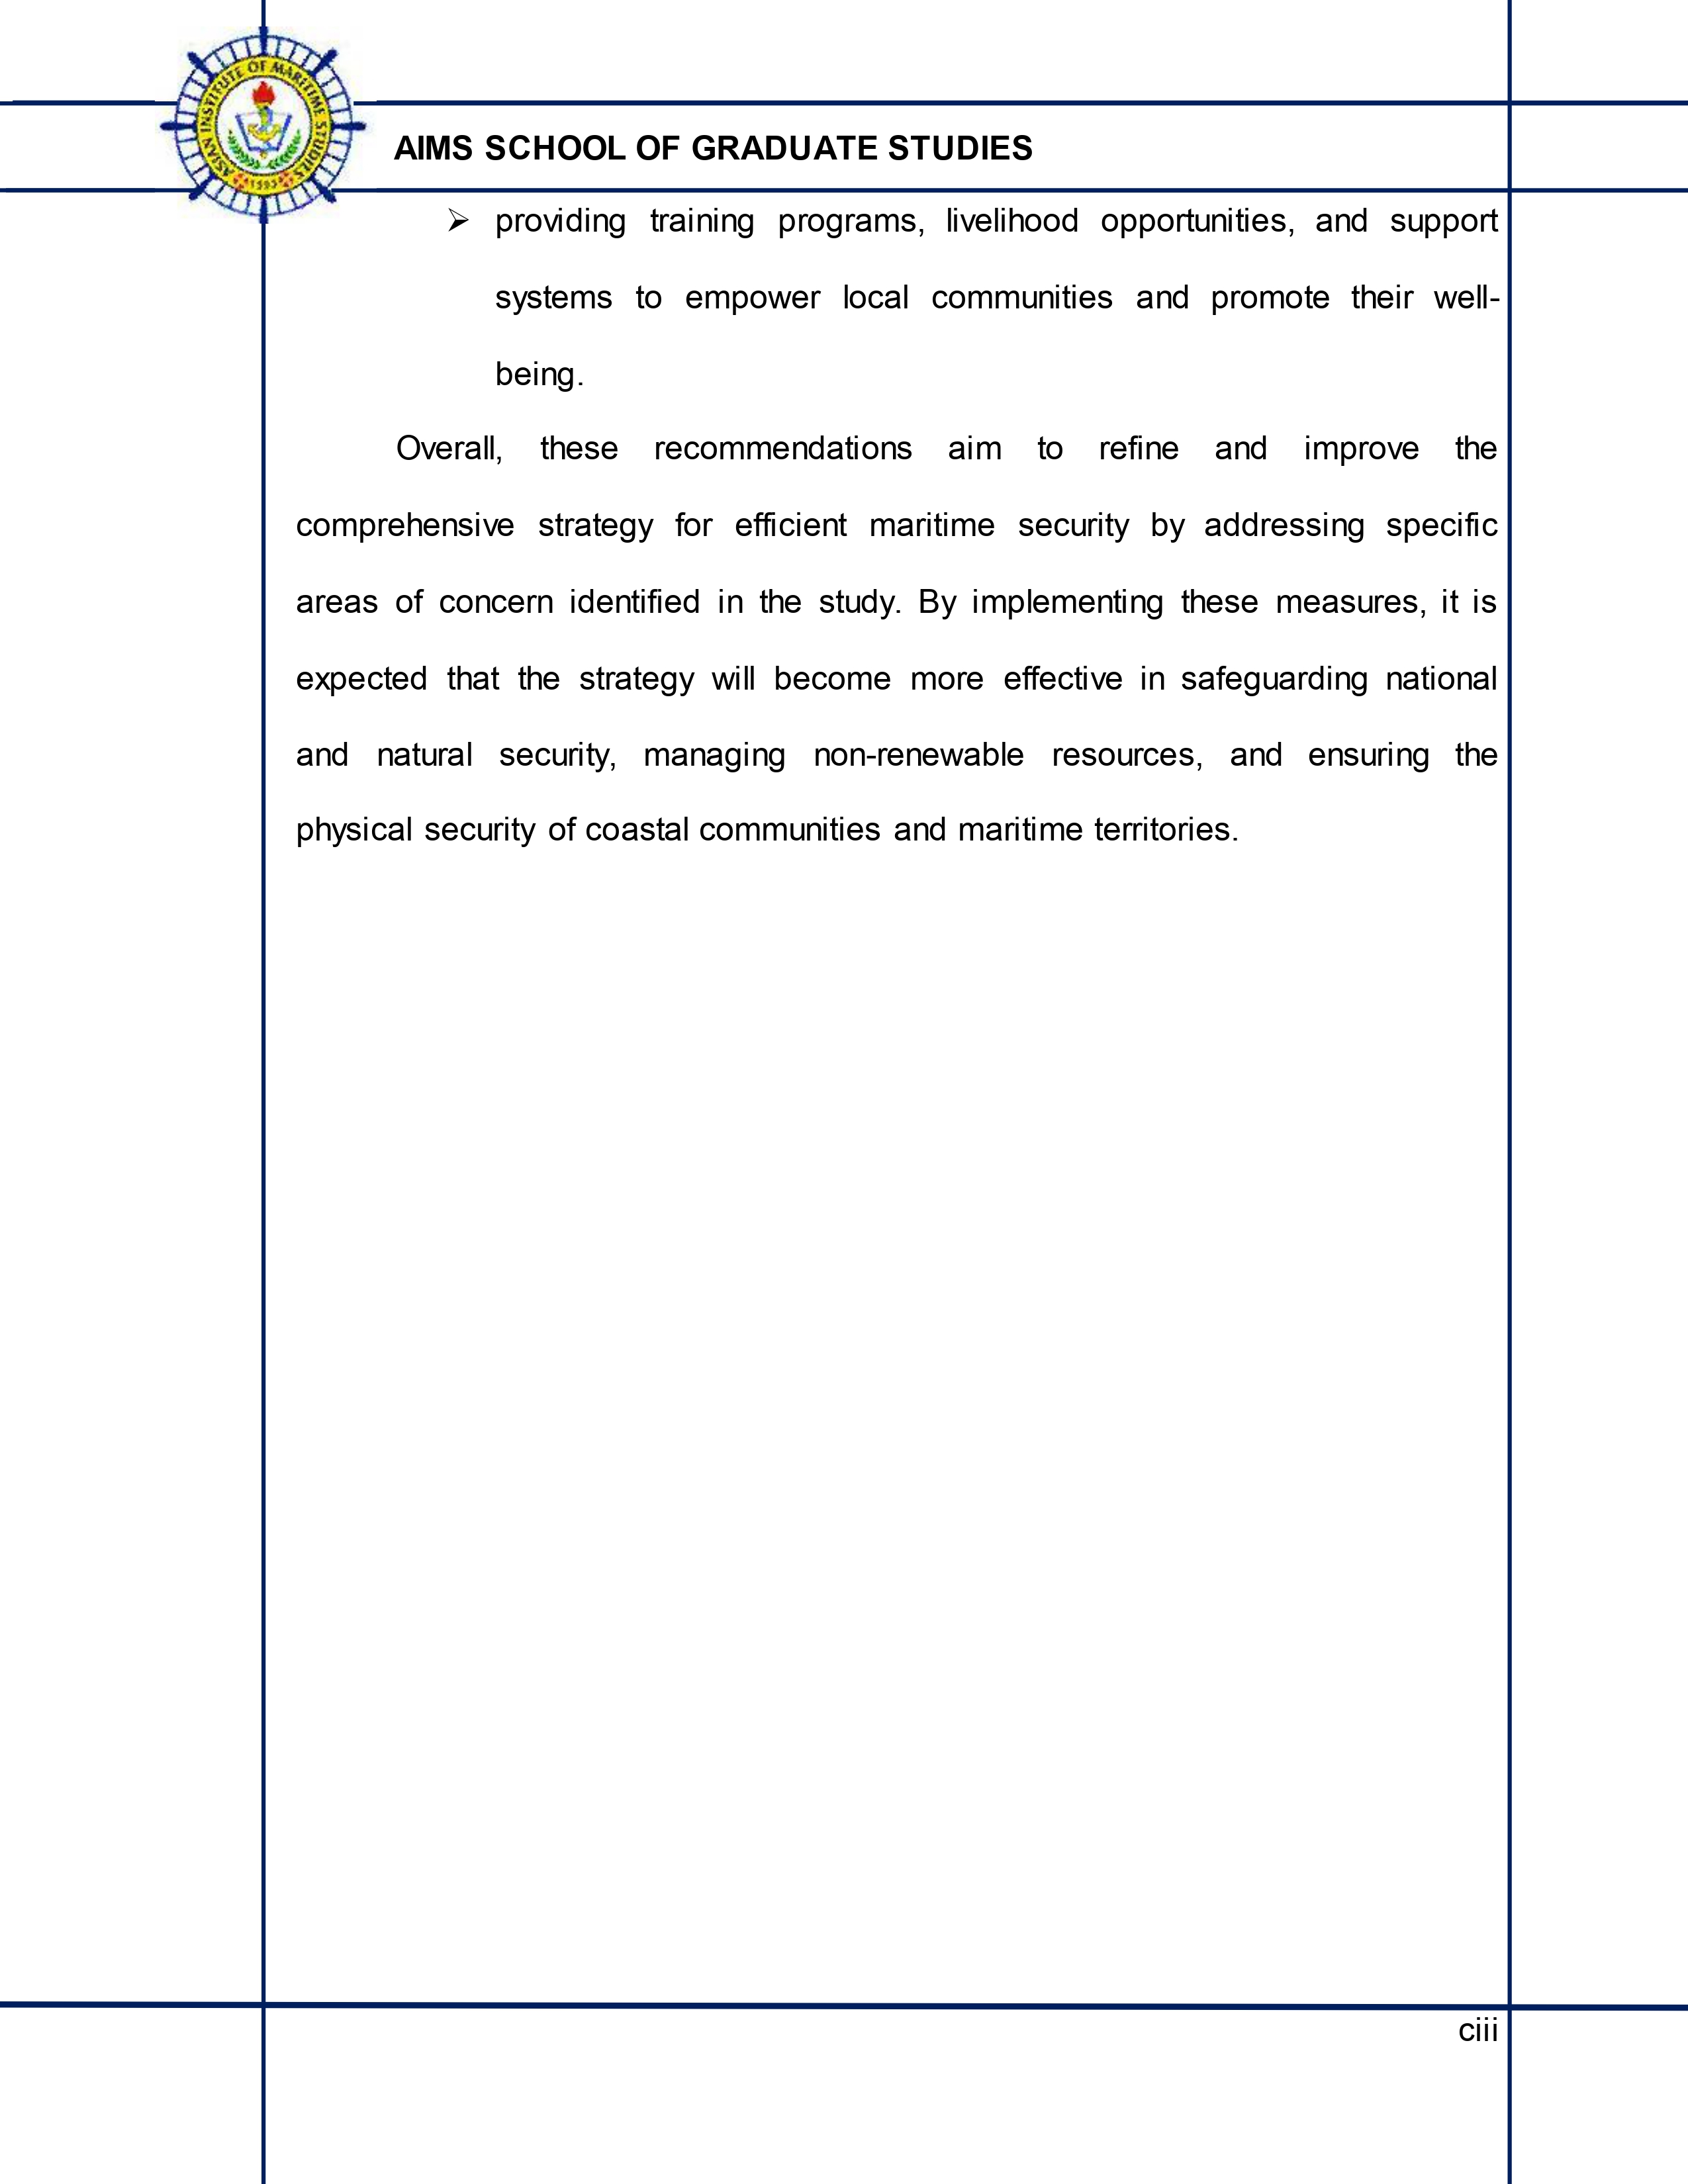 ASIAN INSTITUTE OF MARITIME STUDIES
1993
AIMS SCHOOL OF GRADUATE STUDIES
➢ providing training programs, livelihood opportunities, and support
systems to empower local communities and promote their well-
being.
Overall, these recommendations aim to refine and improve the
comprehensive strategy for efficient maritime security by addressing specific
areas of concern identified in the study. By implementing these measures, it is
expected that the strategy will become more effective in safeguarding national
and natural security, managing non-renewable resources, and ensuring the
physical security of coastal communities and maritime territories.
ciii